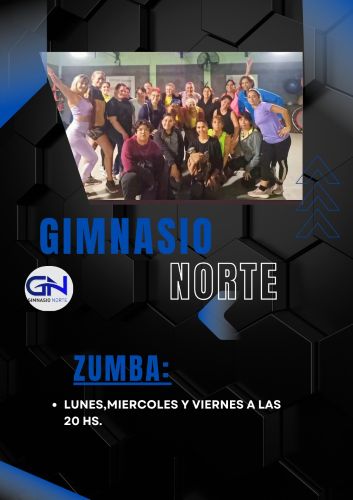 GIMNASIO
NORTE
GN
GIMNASIO NORTE
ZUMBA:
• LUNES,MIERCOLES Y VIERNES A LAS
20 HS.